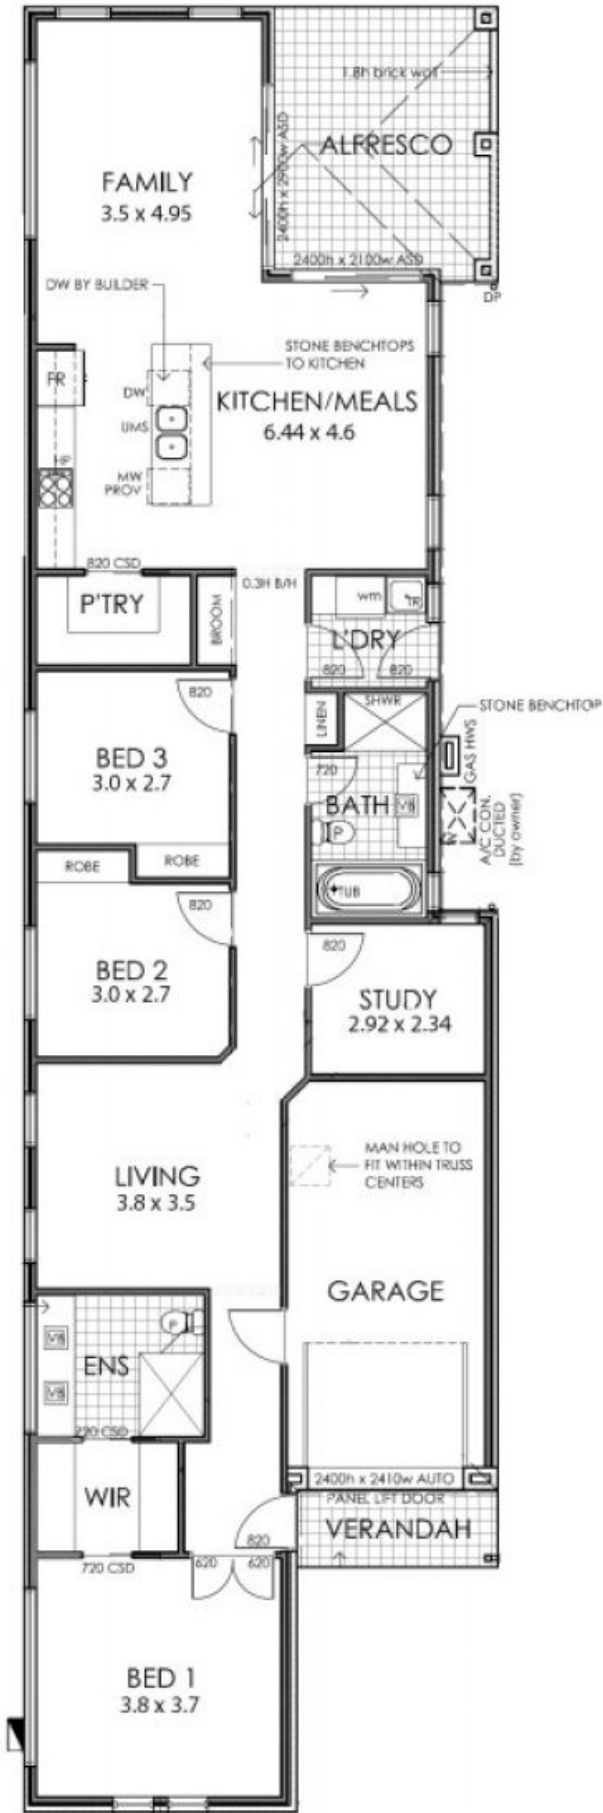 1.8h brick wall
ALFRESCO
FAMILY
3.5 x 4.95
2400h x 2900w ASD
2400h x 2100w ASD
DW BY BUILDER
DP
STONE BENCHTOPS
TO KITCHEN
FR
DW
KITCHEN/MEALS
6.44 x 4.6
UMS
HP
MW
PROV
820 CSD
0.3H B/H
P'TRY
BROOM
wm
TR
L'DRY
820
820
820
LINEN
SHWR
STONE BENCHTOP
BED 3
3.0 x 2.7
720
GAS HWS
BATH
VB
P
A/C CON.
DUCTED
(by owner)
ROBE
ROBE
TUB
820
820
BED 2
3.0 x 2.7
STUDY
2.92 x 2.34
MAN HOLE TO
FIT WITHIN TRUSS
CENTERS
LIVING
3.8 x 3.5
GARAGE
P
VB
ENS
VB
720 CSD
2400h x 2410w AUTO
PANEL LIFT DOOR
WIR
VERANDAH
820
720 CSD
620
620
BED 1
3.8 x 3.7